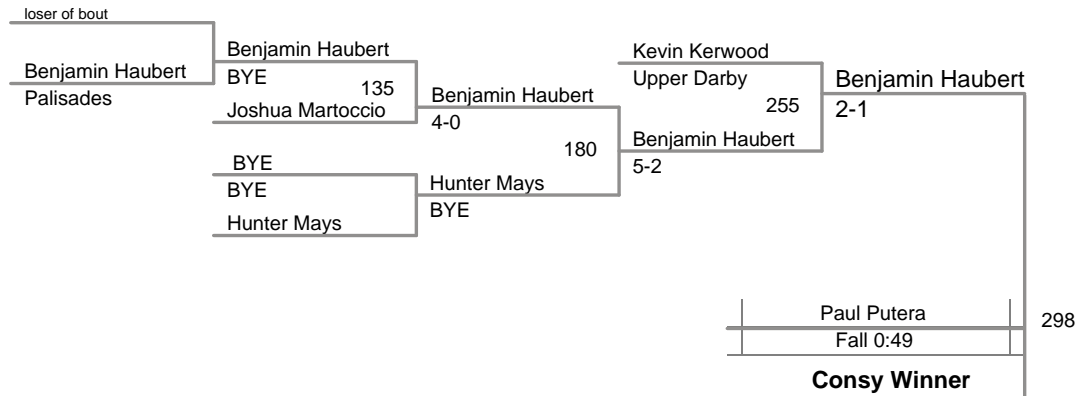 loser of bout
Benjamin Haubert
Palisades
Benjamin Haubert
BYE
135
Joshua Martoccio
BYE
BYE
Hunter Mays
Benjamin Haubert
4-0
180
Hunter Mays
BYE
Kevin Kerwood
Upper Darby
255
Benjamin Haubert
5-2
Benjamin Haubert
2-1
Paul Putera
298
Fall 0:49
Consy Winner